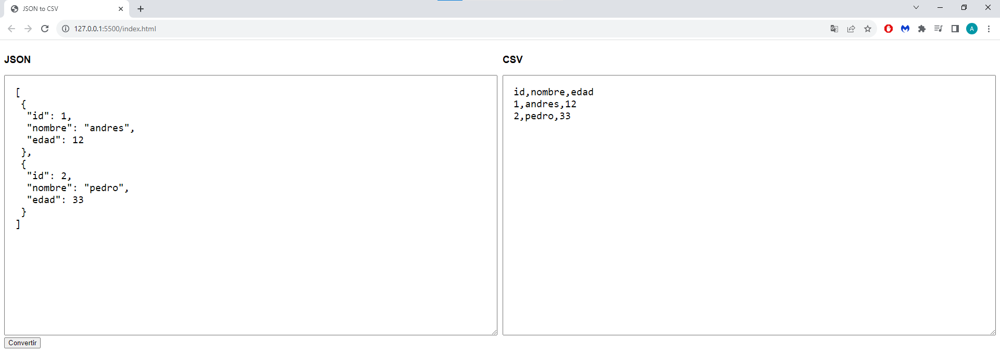 JSON to CSV
127.0.0.1:5500/index.html
A
JSON
[
 {
  "id": 1,
  "nombre": "andres",
  "edad": 12
 },
 {
  "id": 2,
  "nombre": "pedro",
  "edad": 33
 }
]
Convertir
CSV
id,nombre,edad
1,andres,12
2,pedro,33